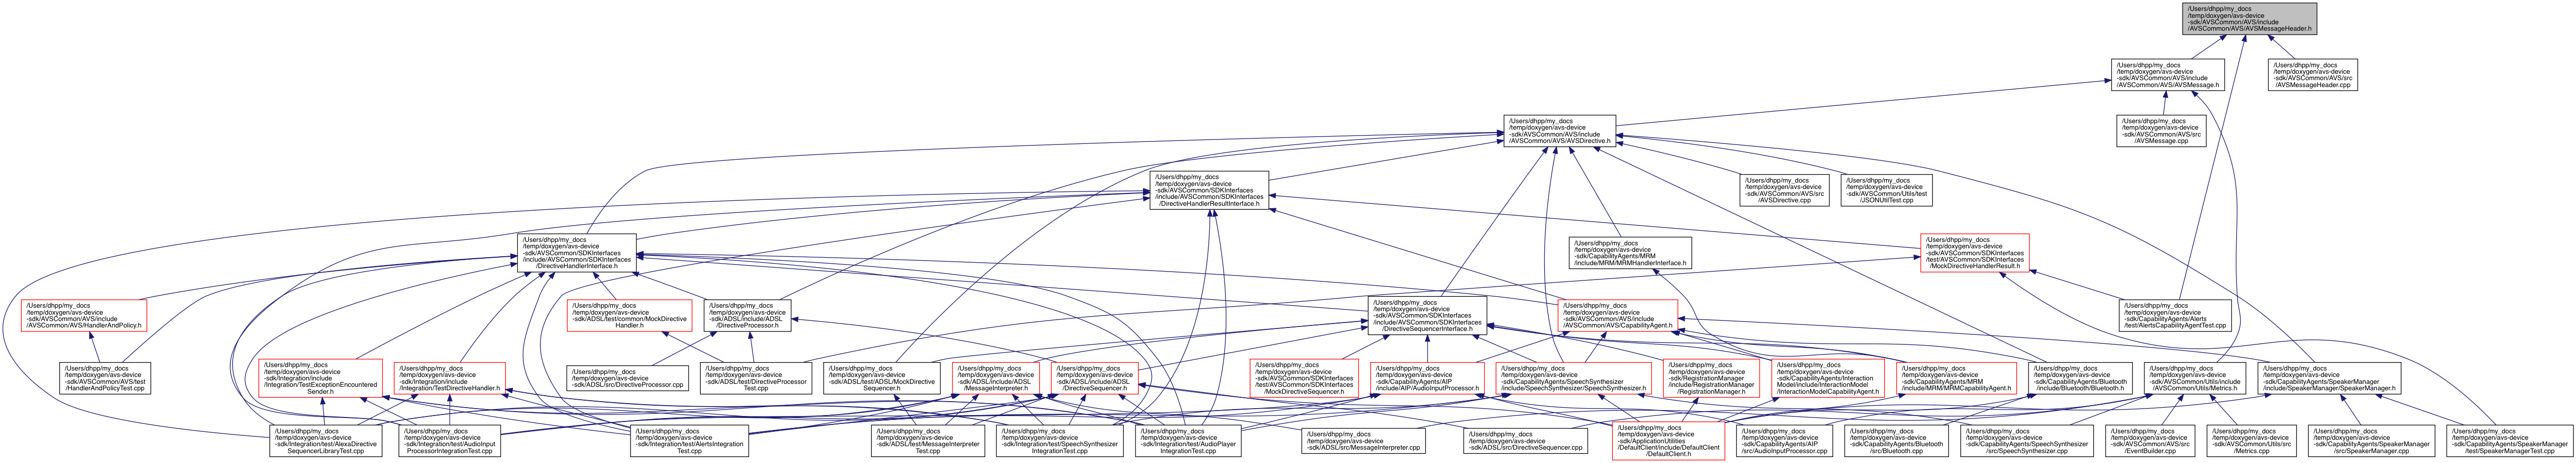 /Users/dhpp/my_docs
/temp/doxygen/avs-device
-sdk/AVSCommon/AVS/include
/AVSCommon/AVS/AVSMessageHeader.h
/Users/dhpp/my_docs
/temp/doxygen/avs-device
-sdk/AVSCommon/AVS/include
/AVSCommon/AVS/AVSMessage.h
/Users/dhpp/my_docs
/temp/doxygen/avs-device
-sdk/AVSCommon/AVS/src
/AVSMessageHeader.cpp
/Users/dhpp/my_docs
/temp/doxygen/avs-device
-sdk/AVSCommon/AVS/include
/AVSCommon/AVS/AVSDirective.h
/Users/dhpp/my_docs
/temp/doxygen/avs-device
-sdk/AVSCommon/AVS/src
/AVSMessage.cpp
/Users/dhpp/my_docs
/temp/doxygen/avs-device
-sdk/AVSCommon/SDKInterfaces
/include/AVSCommon/SDKInterfaces
/DirectiveHandlerResultInterface.h
/Users/dhpp/my_docs
/temp/doxygen/avs-device
-sdk/AVSCommon/AVS/src
/AVSDirective.cpp
/Users/dhpp/my_docs
/temp/doxygen/avs-device
-sdk/AVSCommon/Utils/test
/JSONUtilTest.cpp
/Users/dhpp/my_docs
/temp/doxygen/avs-device
-sdk/AVSCommon/SDKInterfaces
/include/AVSCommon/SDKInterfaces
/DirectiveHandlerInterface.h
/Users/dhpp/my_docs
/temp/doxygen/avs-device
-sdk/CapabilityAgents/MRM
/include/MRM/MRMHandlerInterface.h
/Users/dhpp/my_docs
/temp/doxygen/avs-device
-sdk/AVSCommon/SDKInterfaces
/test/AVSCommon/SDKInterfaces
/MockDirectiveHandlerResult.h
/Users/dhpp/my_docs
/temp/doxygen/avs-device
-sdk/AVSCommon/AVS/include
/AVSCommon/AVS/HandlerAndPolicy.h
/Users/dhpp/my_docs
/temp/doxygen/avs-device
-sdk/ADSL/test/common/MockDirective
Handler.h
/Users/dhpp/my_docs
/temp/doxygen/avs-device
-sdk/ADSL/include/ADSL
/DirectiveProcessor.h
/Users/dhpp/my_docs
/temp/doxygen/avs-device
-sdk/AVSCommon/SDKInterfaces
/include/AVSCommon/SDKInterfaces
/DirectiveSequencerInterface.h
/Users/dhpp/my_docs
/temp/doxygen/avs-device
-sdk/AVSCommon/AVS/include
/AVSCommon/AVS/CapabilityAgent.h
/Users/dhpp/my_docs
/temp/doxygen/avs-device
-sdk/CapabilityAgents/Alerts
/test/AlertsCapabilityAgentTest.cpp
/Users/dhpp/my_docs
/temp/doxygen/avs-device
-sdk/AVSCommon/AVS/test
/HandlerAndPolicyTest.cpp
/Users/dhpp/my_docs
/temp/doxygen/avs-device
-sdk/Integration/include
/Integration/TestExceptionEncountered
Sender.h
/Users/dhpp/my_docs
/temp/doxygen/avs-device
-sdk/Integration/include
/Integration/TestDirectiveHandler.h
/Users/dhpp/my_docs
/temp/doxygen/avs-device
-sdk/ADSL/src/DirectiveProcessor.cpp
/Users/dhpp/my_docs
/temp/doxygen/avs-device
-sdk/ADSL/test/DirectiveProcessor
Test.cpp
/Users/dhpp/my_docs
/temp/doxygen/avs-device
-sdk/ADSL/test/ADSL/MockDirective
Sequencer.h
/Users/dhpp/my_docs
/temp/doxygen/avs-device
-sdk/ADSL/include/ADSL
/MessageInterpreter.h
/Users/dhpp/my_docs
/temp/doxygen/avs-device
-sdk/ADSL/include/ADSL
/DirectiveSequencer.h
/Users/dhpp/my_docs
/temp/doxygen/avs-device
-sdk/AVSCommon/SDKInterfaces
/test/AVSCommon/SDKInterfaces
/MockDirectiveSequencer.h
/Users/dhpp/my_docs
/temp/doxygen/avs-device
-sdk/CapabilityAgents/AIP
/include/AIP/AudioInputProcessor.h
/Users/dhpp/my_docs
/temp/doxygen/avs-device
-sdk/CapabilityAgents/SpeechSynthesizer
/include/SpeechSynthesizer/SpeechSynthesizer.h
/Users/dhpp/my_docs
/temp/doxygen/avs-device
-sdk/RegistrationManager
/include/RegistrationManager
/RegistrationManager.h
/Users/dhpp/my_docs
/temp/doxygen/avs-device
-sdk/CapabilityAgents/Interaction
Model/include/InteractionModel
/InteractionModelCapabilityAgent.h
/Users/dhpp/my_docs
/temp/doxygen/avs-device
-sdk/CapabilityAgents/MRM
/include/MRM/MRMCapabilityAgent.h
/Users/dhpp/my_docs
/temp/doxygen/avs-device
-sdk/CapabilityAgents/Bluetooth
/include/Bluetooth/Bluetooth.h
/Users/dhpp/my_docs
/temp/doxygen/avs-device
-sdk/AVSCommon/Utils/include
/AVSCommon/Utils/Metrics.h
/Users/dhpp/my_docs
/temp/doxygen/avs-device
-sdk/CapabilityAgents/SpeakerManager
/include/SpeakerManager/SpeakerManager.h
/Users/dhpp/my_docs
/temp/doxygen/avs-device
-sdk/Integration/test/AlexaDirective
SequencerLibraryTest.cpp
/Users/dhpp/my_docs
/temp/doxygen/avs-device
-sdk/Integration/test/AudioInput
ProcessorIntegrationTest.cpp
/Users/dhpp/my_docs
/temp/doxygen/avs-device
-sdk/Integration/test/AlertsIntegration
Test.cpp
/Users/dhpp/my_docs
/temp/doxygen/avs-device
-sdk/ADSL/test/MessageInterpreter
Test.cpp
/Users/dhpp/my_docs
/temp/doxygen/avs-device
-sdk/Integration/test/SpeechSynthesizer
IntegrationTest.cpp
/Users/dhpp/my_docs
/temp/doxygen/avs-device
-sdk/Integration/test/AudioPlayer
IntegrationTest.cpp
/Users/dhpp/my_docs
/temp/doxygen/avs-device
-sdk/ADSL/src/MessageInterpreter.cpp
/Users/dhpp/my_docs
/temp/doxygen/avs-device
-sdk/ADSL/src/DirectiveSequencer.cpp
/Users/dhpp/my_docs
/temp/doxygen/avs-device
-sdk/ApplicationUtilities
/DefaultClient/include/DefaultClient
/DefaultClient.h
/Users/dhpp/my_docs
/temp/doxygen/avs-device
-sdk/CapabilityAgents/AIP
/src/AudioInputProcessor.cpp
/Users/dhpp/my_docs
/temp/doxygen/avs-device
-sdk/CapabilityAgents/Bluetooth
/src/Bluetooth.cpp
/Users/dhpp/my_docs
/temp/doxygen/avs-device
-sdk/CapabilityAgents/SpeechSynthesizer
/src/SpeechSynthesizer.cpp
/Users/dhpp/my_docs
/temp/doxygen/avs-device
-sdk/AVSCommon/AVS/src
/EventBuilder.cpp
/Users/dhpp/my_docs
/temp/doxygen/avs-device
-sdk/AVSCommon/Utils/src
/Metrics.cpp
/Users/dhpp/my_docs
/temp/doxygen/avs-device
-sdk/CapabilityAgents/SpeakerManager
/src/SpeakerManager.cpp
/Users/dhpp/my_docs
/temp/doxygen/avs-device
-sdk/CapabilityAgents/SpeakerManager
/test/SpeakerManagerTest.cpp